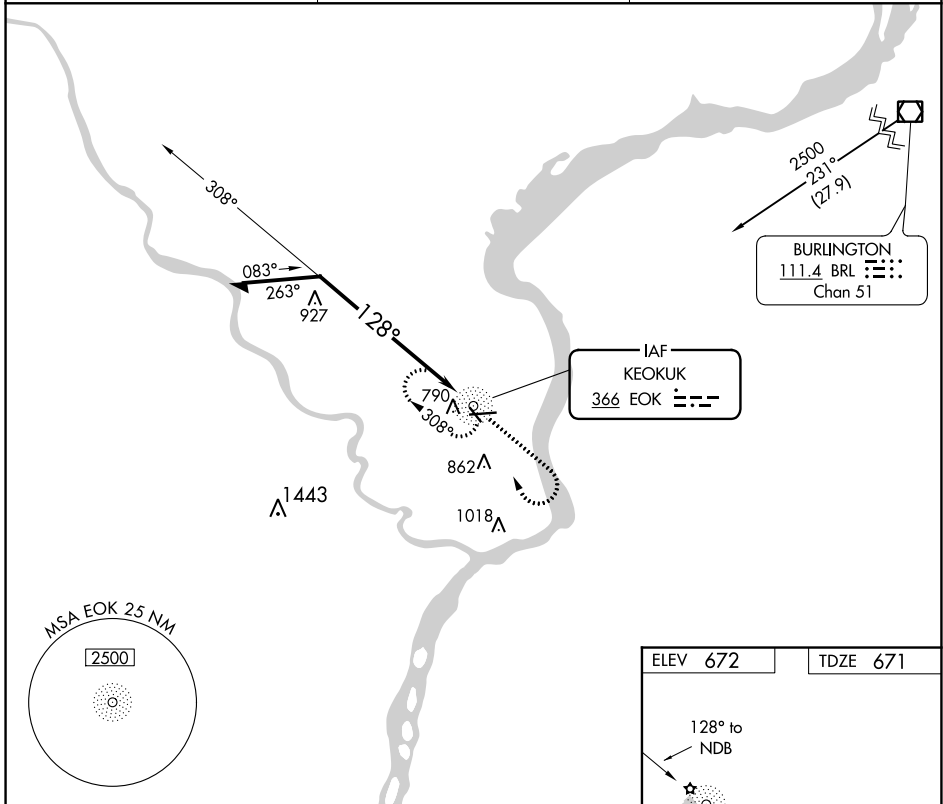 308°
083°
263°
927
128°
2500
231°
(27.9)
BURLINGTON
111.4 BRL
Chan 51
IAF
KEOKUK
366 EOK
790
308°
862
1443
1018
MSA EOK 25 NM
2500
ELEV 672
TDZE 671
128° to
NDB